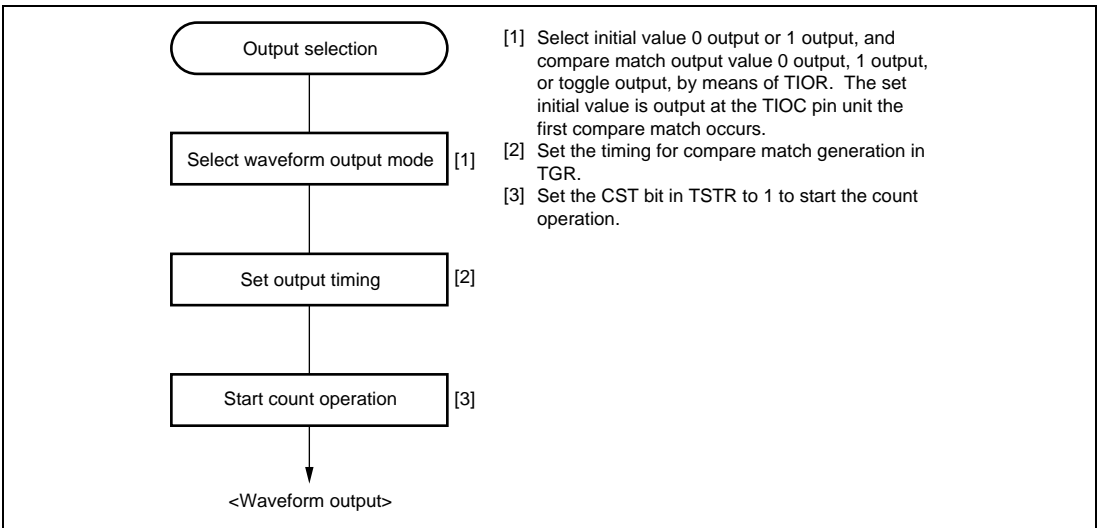 Output selection
Select waveform output mode [1]
Set output timing [2]
Start count operation [3]
<Waveform output>
[1] Select initial value 0 output or 1 output, and
compare match output value 0 output, 1 output,
or toggle output, by means of TIOR. The set
initial value is output at the TIOC pin unit the
first compare match occurs.
[2] Set the timing for compare match generation in
TGR.
[3] Set the CST bit in TSTR to 1 to start the count
operation.